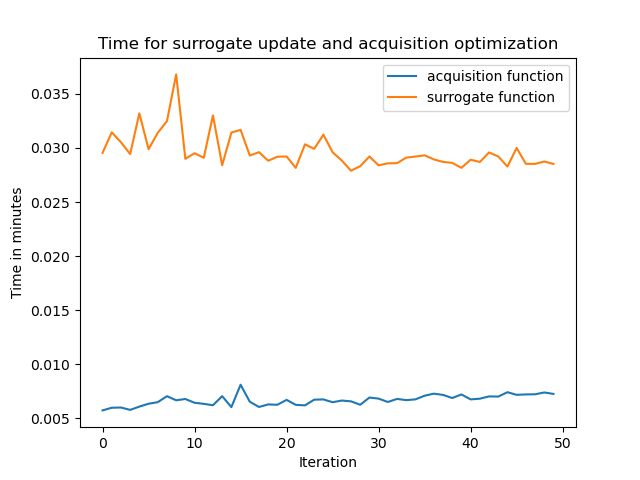 Time for surrogate update and acquisition optimization
acquisition function
surrogate function
0.035
0.030
0.025
0.020
0.015
0.010
0.005
Time in minutes
0 10 20 30 40 50
Iteration